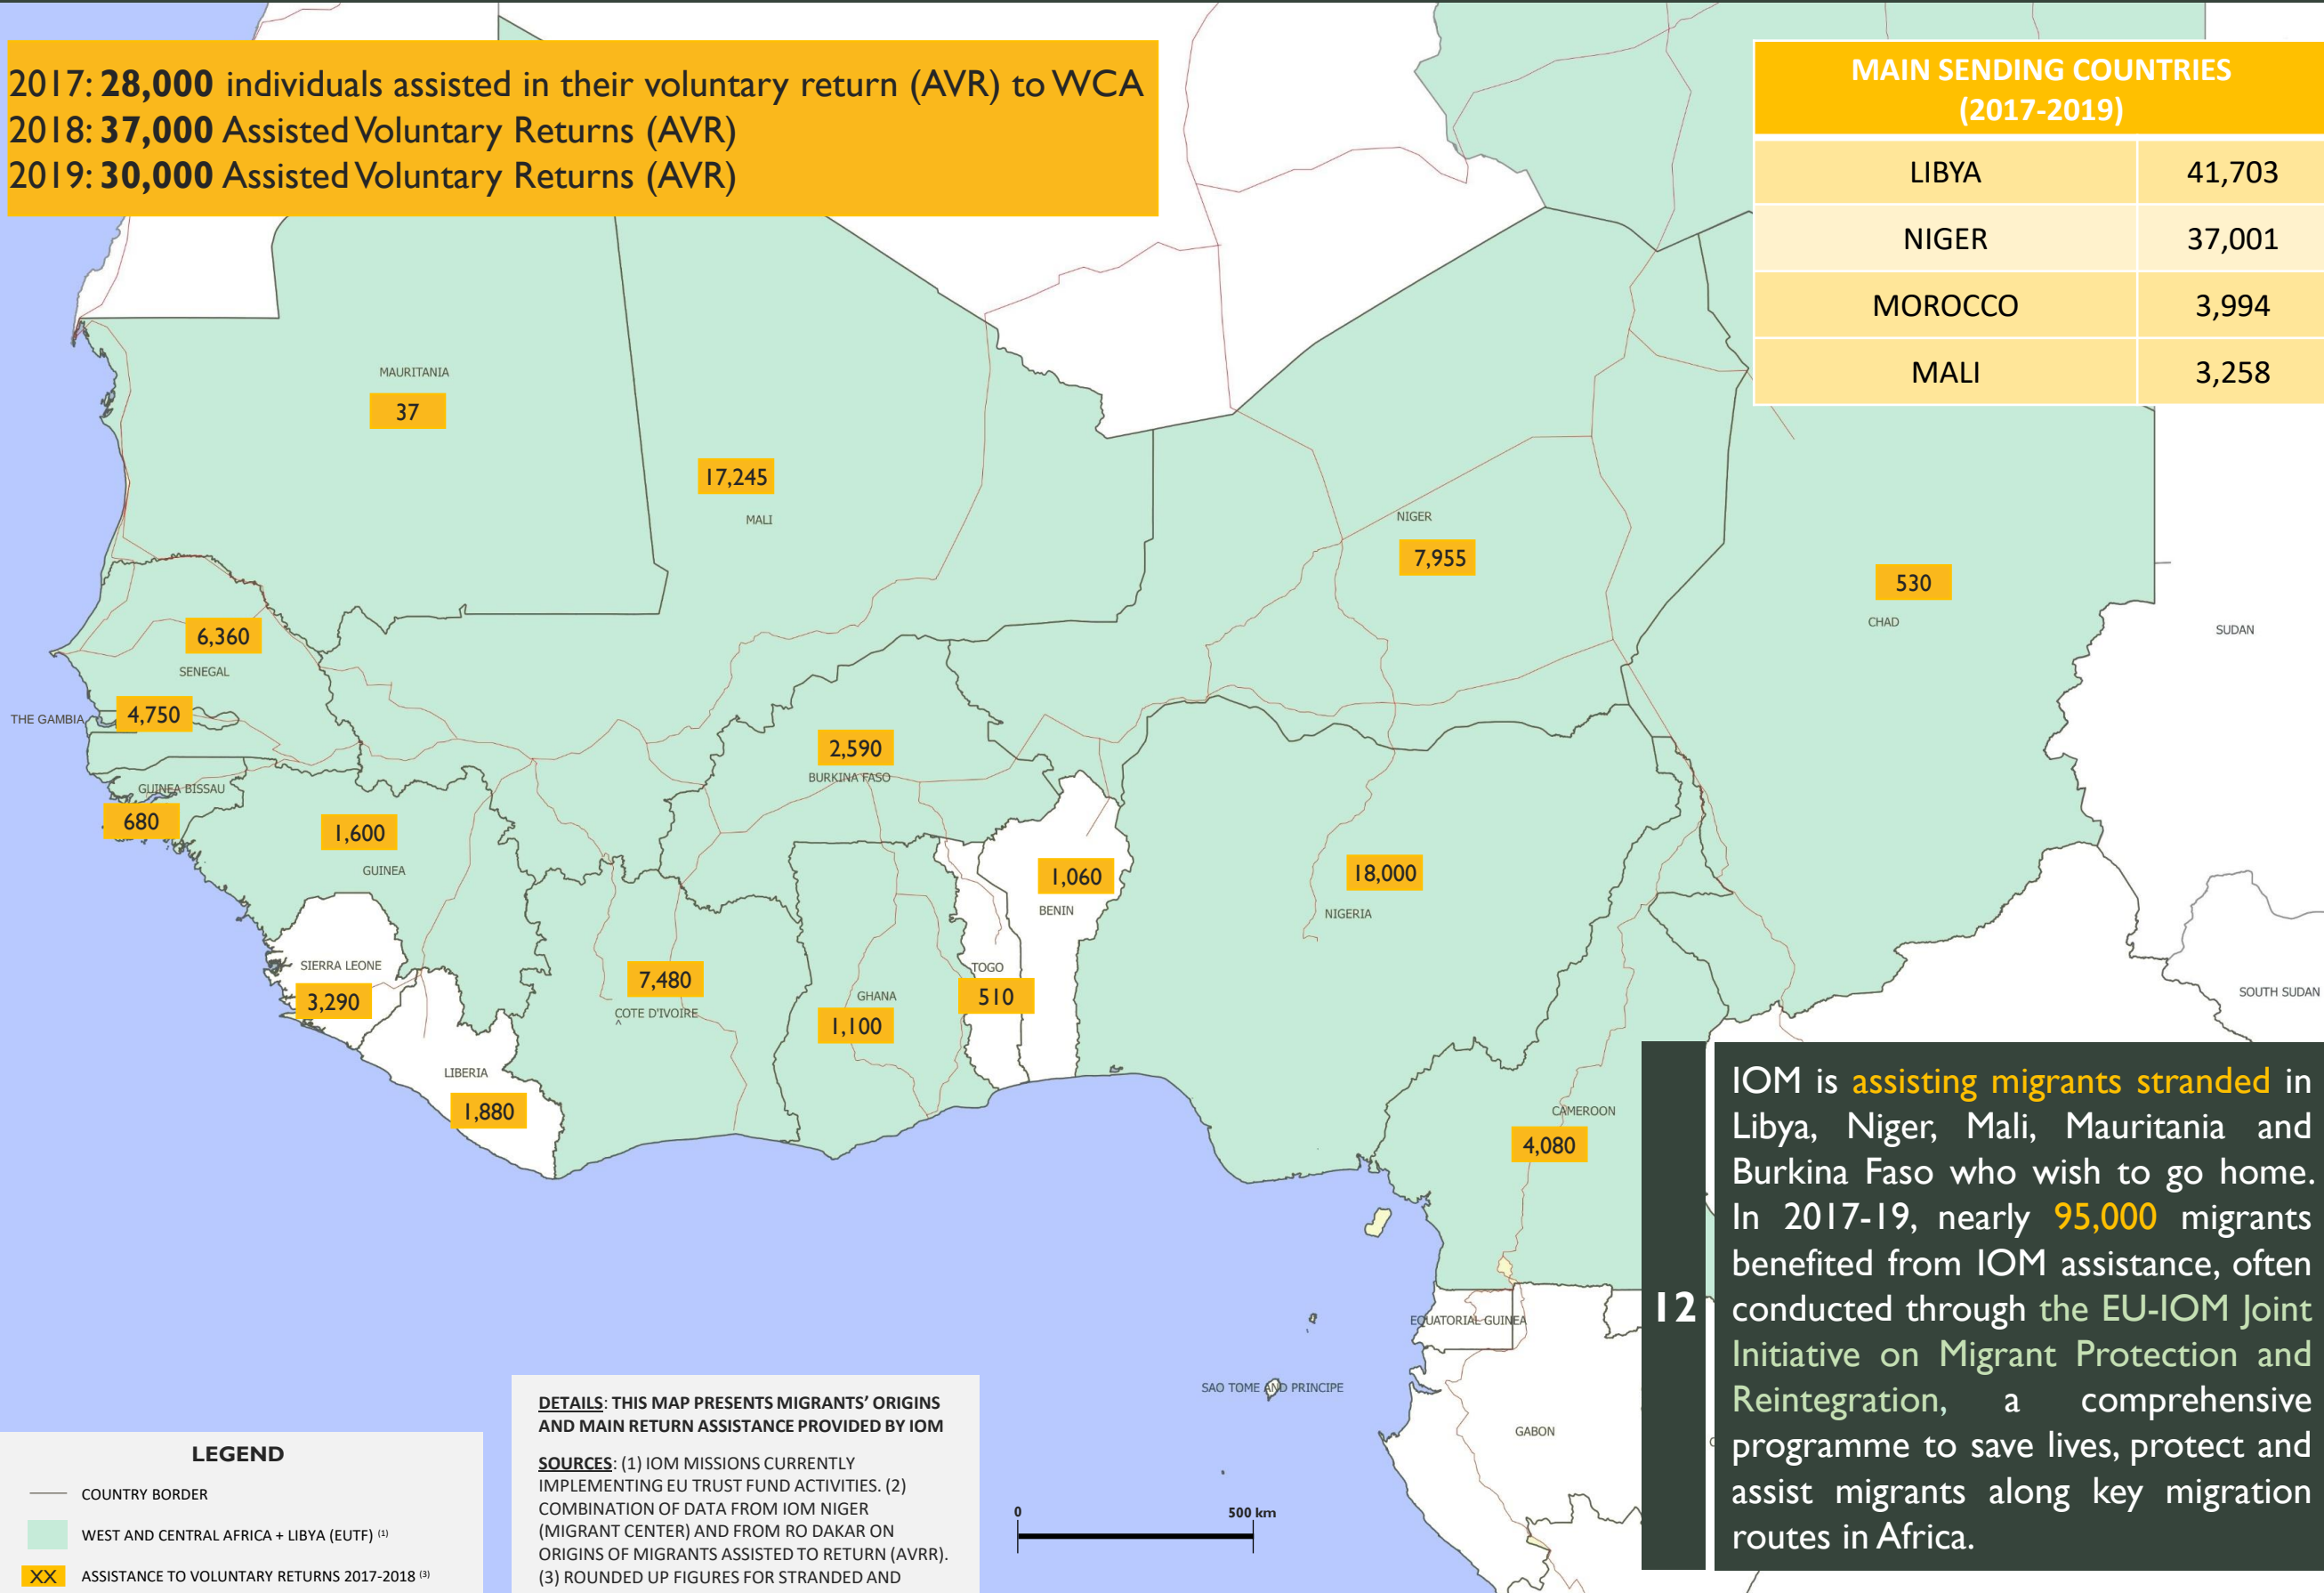 2017: 28,000 individuals assisted in their voluntary return (AVR) to WCA
2018: 37,000 Assisted Voluntary Returns (AVR)
2019: 30,000 Assisted Voluntary Returns (AVR)
MAIN SENDING COUNTRIES
(2017-2019)
LIBYA 41,703
NIGER 37,001
MOROCCO 3,994
MALI 3,258
MAURITANIA
37
17,245
MALI
NIGER
7,955
530
CHAD
SUDAN
6,360
SENEGAL
THE GAMBIA
4,750
2,590
BURKINA FASO
GUINEA BISSAU
680
1,600
GUINEA
1,060
BENIN
18,000
NIGERIA
SIERRA LEONE
3,290
7,480
COTE D'IVOIRE
^
GHANA
1,100
TOGO
510
SOUTH SUDAN
LIBERIA
1,880
CAMEROON
4,080
EQUATORIAL GUINEA
SAO TOME AND PRINCIPE
GABON
12
IOM is assisting migrants stranded in
Libya, Niger, Mali, Mauritania and
Burkina Faso who wish to go home.
In 2017-19, nearly 95,000 migrants
benefited from IOM assistance, often
conducted through the EU-IOM Joint
Initiative on Migrant Protection and
Reintegration, a comprehensive
programme to save lives, protect and
assist migrants along key migration
routes in Africa.
DETAILS: THIS MAP PRESENTS MIGRANTS' ORIGINS
AND MAIN RETURN ASSISTANCE PROVIDED BY IOM
SOURCES: (1) IOM MISSIONS CURRENTLY
IMPLEMENTING EU TRUST FUND ACTIVITIES. (2)
COMBINATION OF DATA FROM IOM NIGER
(MIGRANT CENTER) AND FROM RO DAKAR ON
ORIGINS OF MIGRANTS ASSISTED TO RETURN (AVRR).
(3) ROUNDED UP FIGURES FOR STRANDED AND
LEGEND
COUNTRY BORDER
WEST AND CENTRAL AFRICA + LIBYA (EUTF) (1)
XX ASSISTANCE TO VOLUNTARY RETURNS 2017-2018 (3)
0 500 km